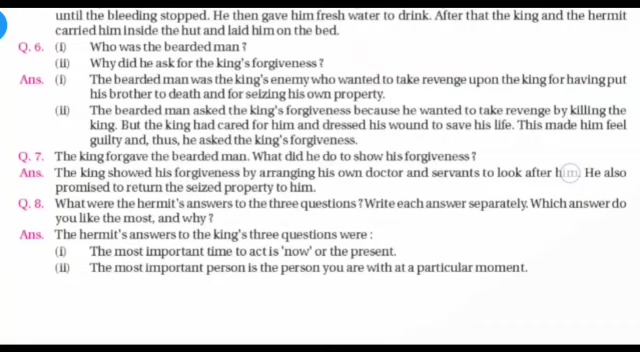 until the bleeding stopped. He then gave him fresh water to drink. After that the king and the hermit
carried him inside the hut and laid him on the bed.
Q. 6. (i) Who was the bearded man ?
(ii) Why did he ask for the king's forgiveness ?
Ans. (i) The bearded man was the king's enemy who wanted to take revenge upon the king for having put
his brother to death and for seizing his own property.
(ii) The bearded man asked the king's forgiveness because he wanted to take revenge by killing the
king. But the king had cared for him and dressed his wound to save his life. This made him feel
guilty and, thus, he asked the king's forgiveness.
Q. 7. The king forgave the bearded man. What did he do to show his forgiveness ?
Ans. The king showed his forgiveness by arranging his own doctor and servants to look after him. He also
promised to return the seized property to him.
Q. 8. What were the hermit's answers to the three questions ? Write each answer separately. Which answer do
you like the most, and why ?
Ans. The hermit's answers to the king's three questions were :
(i) The most important time to act is 'now' or the present.
(ii) The most important person is the person you are with at a particular moment.